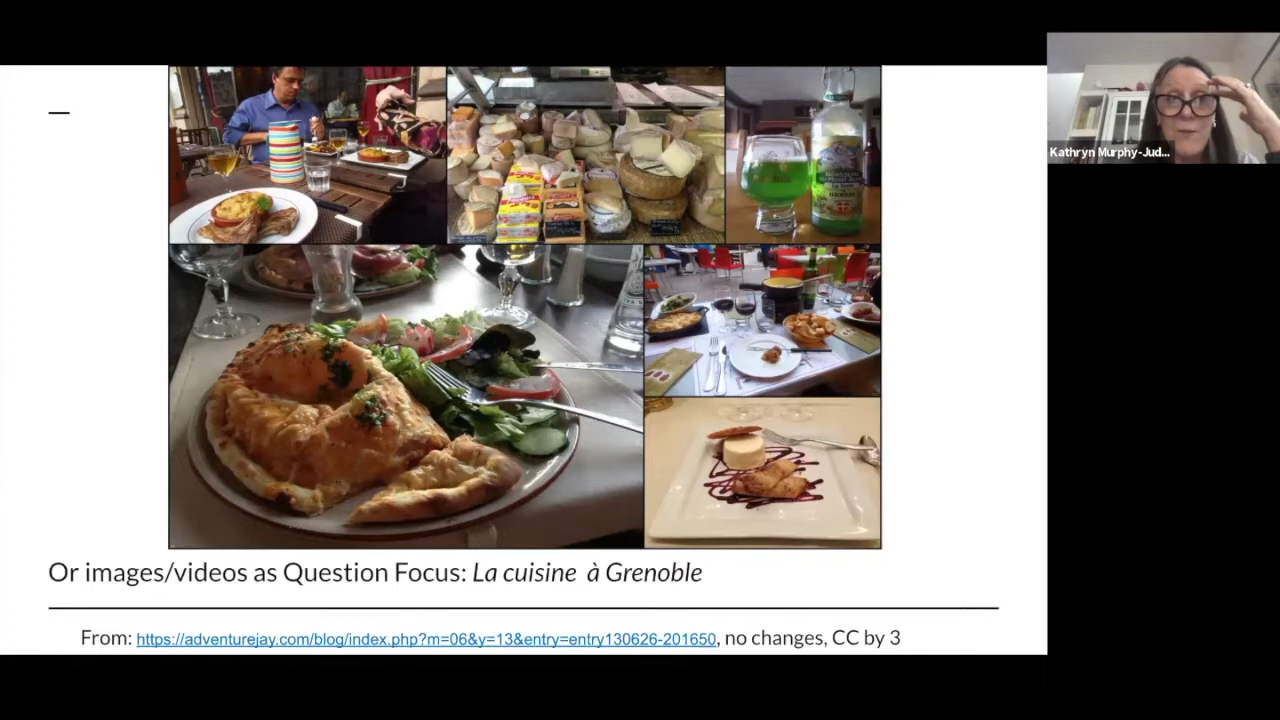 Kathryn Murphy-Jud...
Or images/videos as Question Focus: La cuisine à Grenoble
From: https://adventurejay.com/blog/index.php?m=06&y=13&entry=entry130626-201650, no changes, CC by 3